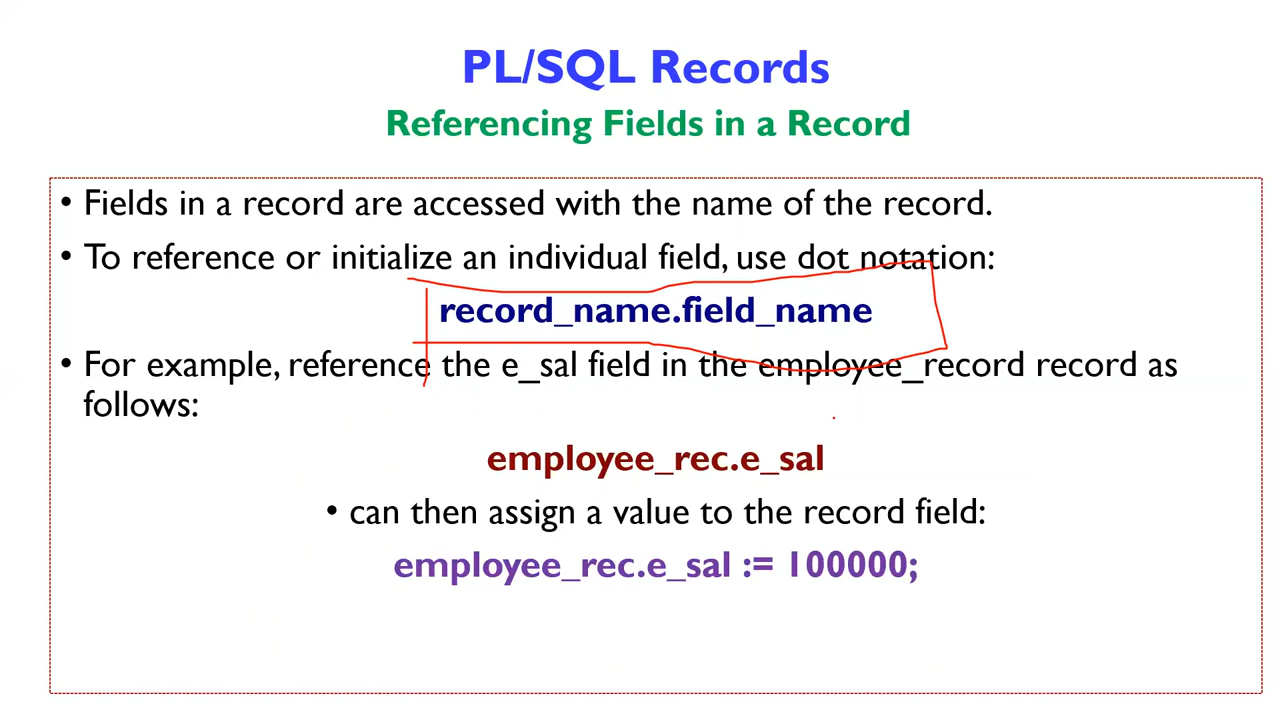 PL/SQL Records
Referencing Fields in a Record
• Fields in a record are accessed with the name of the record.
• To reference or initialize an individual field, use dot notation:
record_name.field_name
• For example, reference the e_sal field in the employee_record record as
follows:
employee_rec.e_sal
• can then assign a value to the record field:
employee_rec.e_sal := 100000;